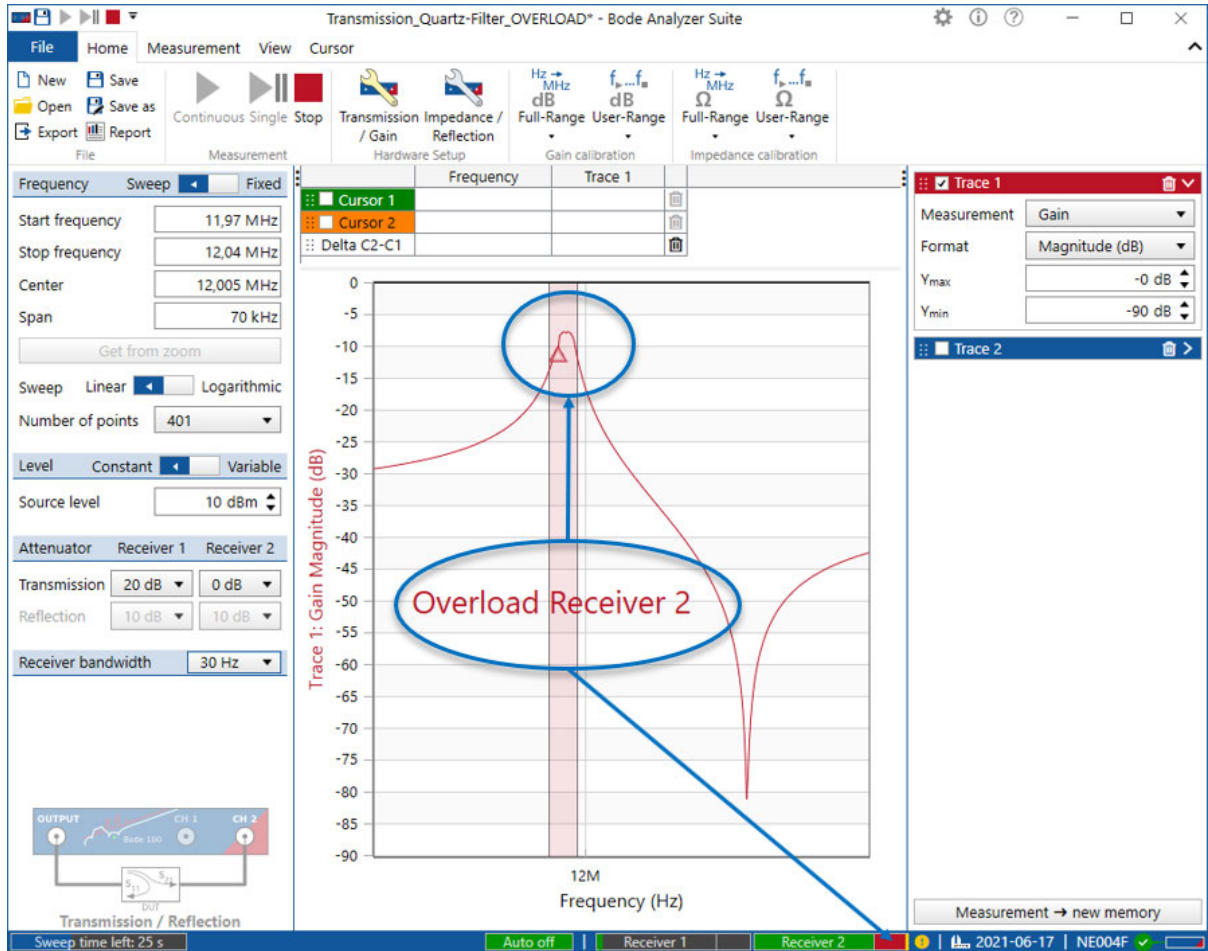 Transmission_Quartz-Filter_OVERLOAD* - Bode Analyzer Suite
File Home Measurement View Cursor
New Save
Open Save as
Export Report
File
Continuous Single Stop
Measurement
Transmission / Gain
Impedance / Reflection
Hardware Setup
Hz → MHz dB
Full-Range
f...f dB
User-Range
Gain calibration
Hz → MHz Ω
Full-Range
f...f Ω
User-Range
Impedance calibration
Frequency Sweep Fixed
Start frequency 11,97 MHz
Stop frequency 12,04 MHz
Center 12,005 MHz
Span 70 kHz
Get from zoom
Sweep Linear Logarithmic
Number of points 401
Level Constant Variable
Source level 10 dBm
Attenuator Receiver 1 Receiver 2
Transmission 20 dB 0 dB
Reflection 10 dB 10 dB
Receiver bandwidth 30 Hz
OUTPUT CH 1 CH 2
Bode 100
S11 S21
DUT
Transmission / Reflection
Frequency Trace 1
Cursor 1
Cursor 2
Delta C2-C1
Trace 1: Gain Magnitude (dB)
0
-5
-10
-15
-20
-25
-30
-35
-40
-45
-50
-55
-60
-65
-70
-75
-80
-85
-90
Overload Receiver 2
12M
Frequency (Hz)
Trace 1
Measurement Gain
Format Magnitude (dB)
Ymax -0 dB
Ymin -90 dB
Trace 2
Measurement → new memory
Sweep time left: 25 s
Auto off | Receiver 1 Receiver 2 | 2021-06-17 | NE004F